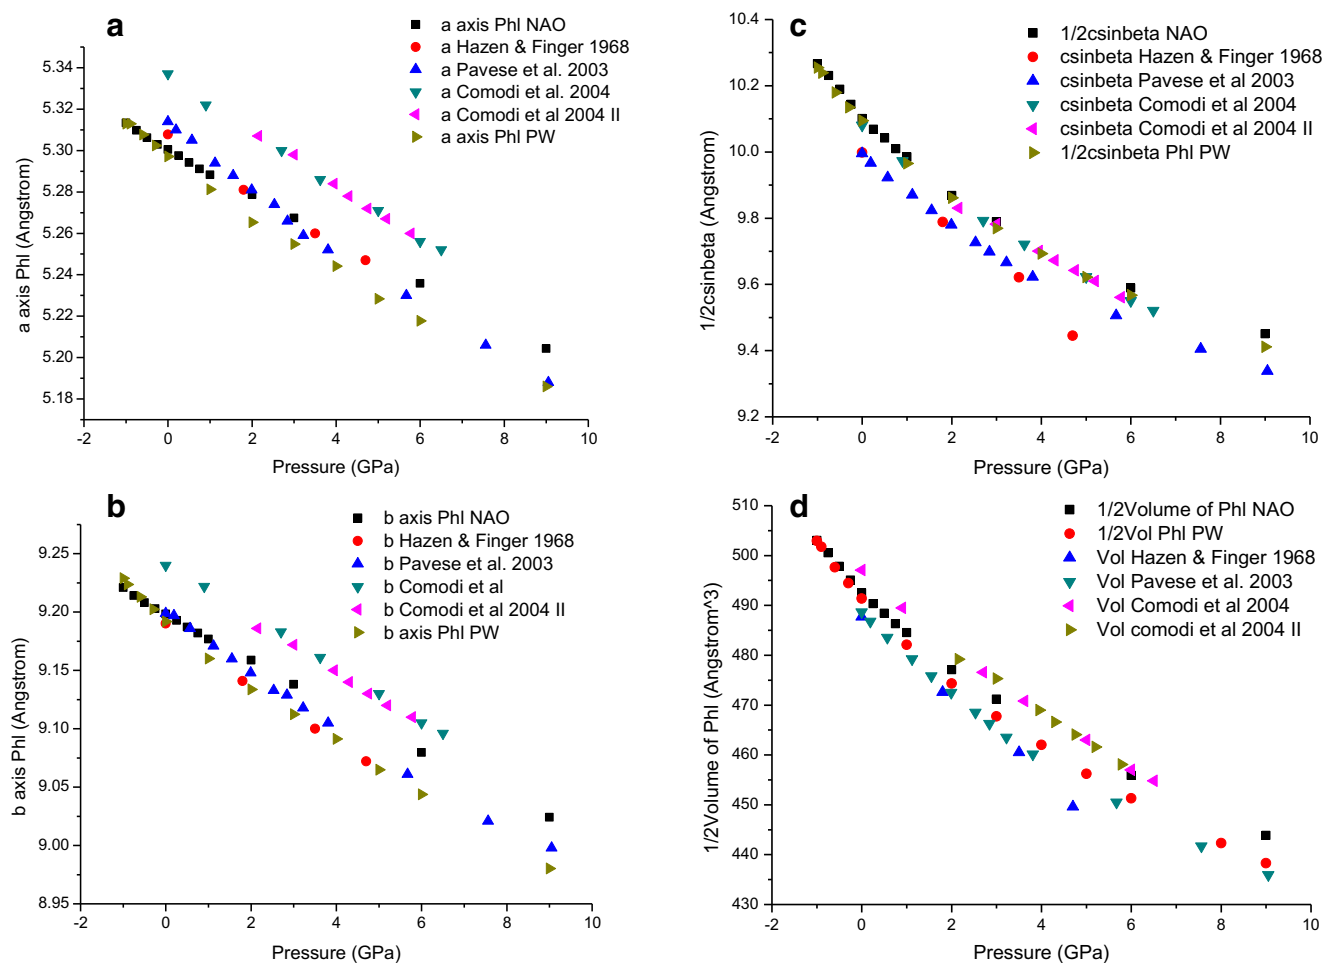 a
a axis Phl NAO
a Hazen & Finger 1968
a Pavese et al. 2003
a Comodi et al. 2004
a Comodi et al. 2004 II
a axis Phl PW
5.34
5.32
5.30
5.28
5.26
5.24
5.22
5.20
5.18
a axis Phl (Angstrom)
-2 0 2 4 6 8 10
Pressure (GPa)
c
1/2csinbeta NAO
csinbeta Hazen & Finger 1968
csinbeta Pavese et al 2003
csinbeta Comodi et al 2004
csinbeta Comodi et al 2004 II
1/2csinbeta Phl PW
10.4
10.2
10.0
9.8
9.6
9.4
9.2
1/2csinbeta (Angstrom)
-2 0 2 4 6 8 10
Pressure (GPa)
b
b axis Phl NAO
b Hazen & Finger 1968
b Pavese et al. 2003
b Comodi et al
b Comodi et al 2004 II
b axis Phl PW
9.25
9.20
9.15
9.10
9.05
9.00
8.95
b axis Phl (Angstrom)
-2 0 2 4 6 8 10
Pressure (GPa)
d
1/2Volume of Phl NAO
1/2Vol Phl PW
Vol Hazen & Finger 1968
Vol Pavese et al. 2003
Vol Comodi et al 2004
Vol comodi et al 2004 II
510
500
490
480
470
460
450
440
430
1/2Volume of Phl (Angstrom^3)
-2 0 2 4 6 8 10
Pressure (GPa)